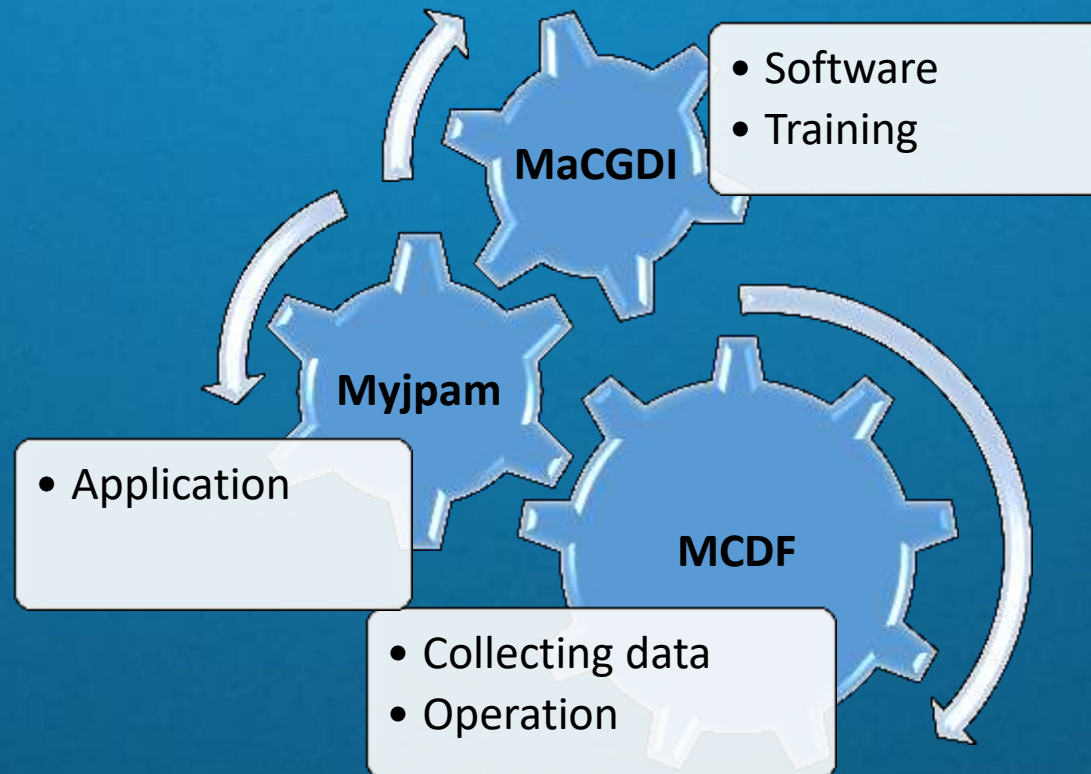 MaCGDI
• Software
• Training
Myjpam
• Application
MCDF
• Collecting data
• Operation